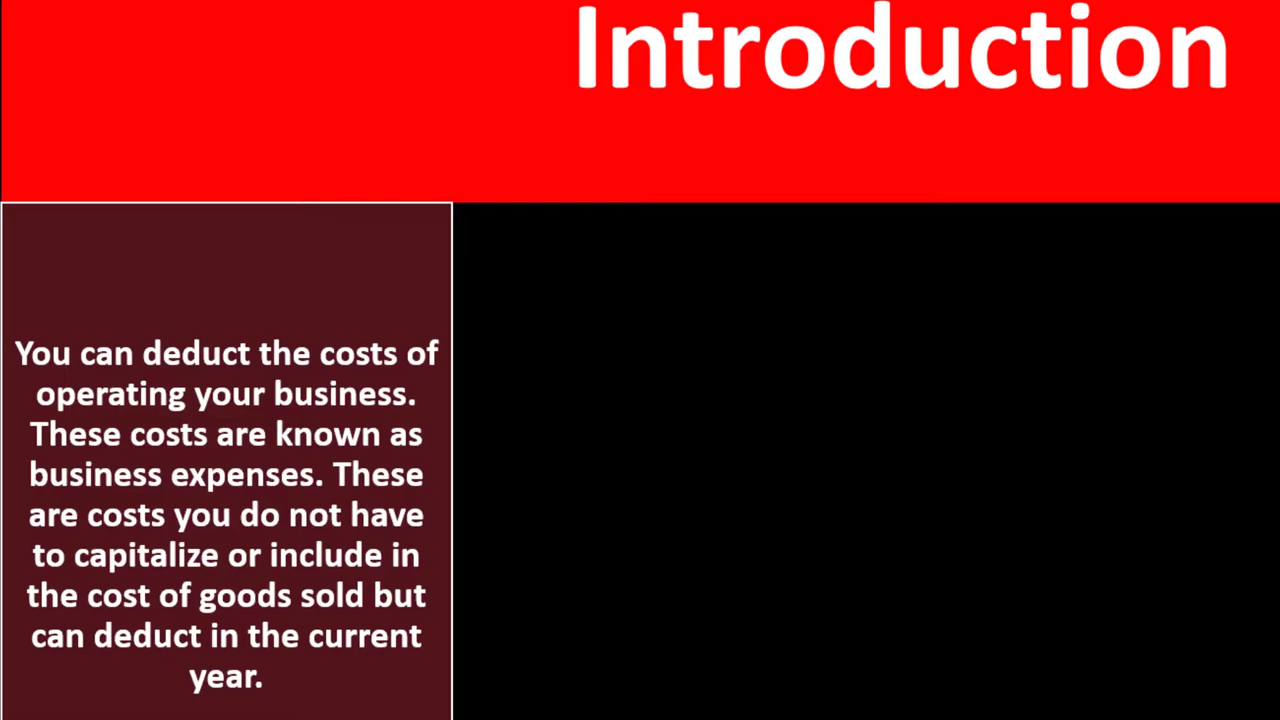 Introduction
You can deduct the costs of
operating your business.
These costs are known as
business expenses. These
are costs you do not have
to capitalize or include in
the cost of goods sold but
can deduct in the current
year.